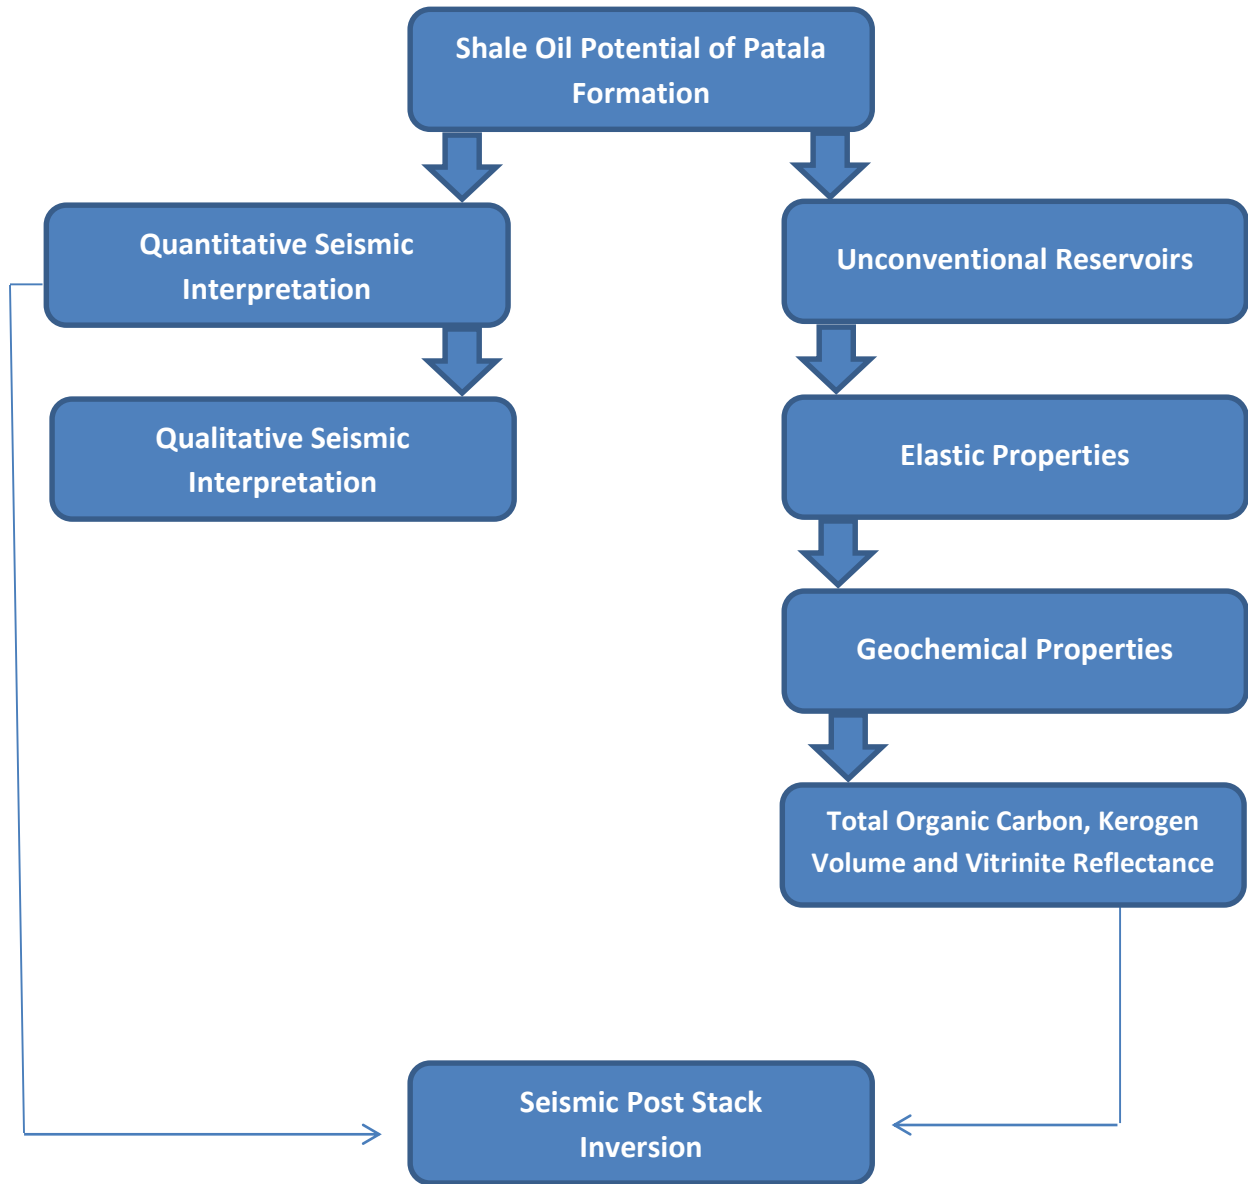 Shale Oil Potential of Patala
Formation
Quantitative Seismic
Interpretation
Unconventional Reservoirs
Qualitative Seismic
Interpretation
Elastic Properties
Geochemical Properties
Total Organic Carbon, Kerogen
Volume and Vitrinite Reflectance
Seismic Post Stack
Inversion